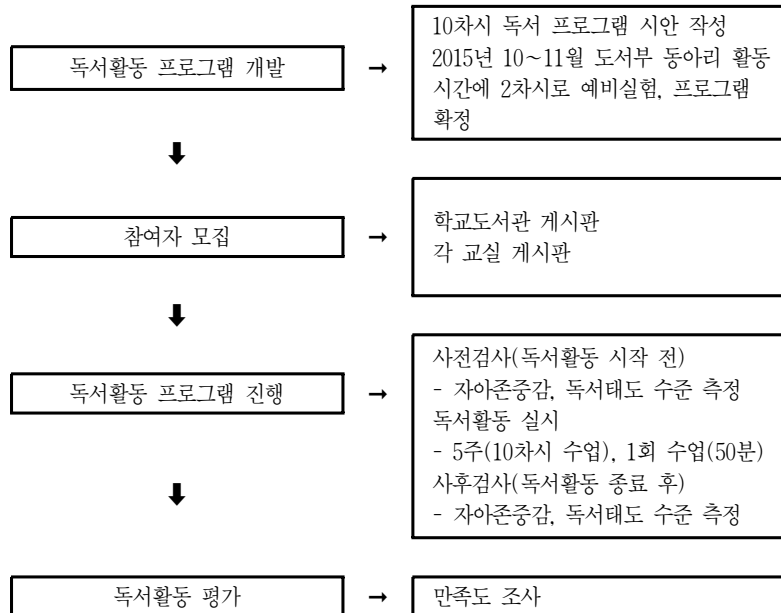 독서활동 프로그램 개발
→
10차시 독서 프로그램 시안 작성
2015년 10~11월 도서부 동아리 활동
시간에 2차시로 예비실험, 프로그램
확정
참여자 모집
→
학교도서관 게시판
각 교실 게시판
독서활동 프로그램 진행
→
사전검사(독서활동 시작 전)
- 자아존중감, 독서태도 수준 측정
독서활동 실시
- 5주(10차시 수업), 1회 수업(50분)
사후검사(독서활동 종료 후)
- 자아존중감, 독서태도 수준 측정
독서활동 평가
→
만족도 조사